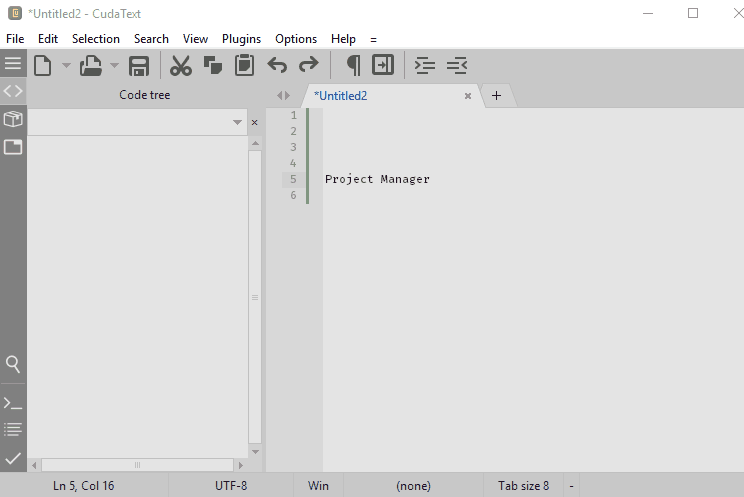 *Untitled2 - CudaText
File Edit Selection Search View Plugins Options Help =
Code tree
*Untitled2
1
2
3
4
5 Project Manager
6
Ln 5, Col 16 UTF-8 Win (none) Tab size 8 -